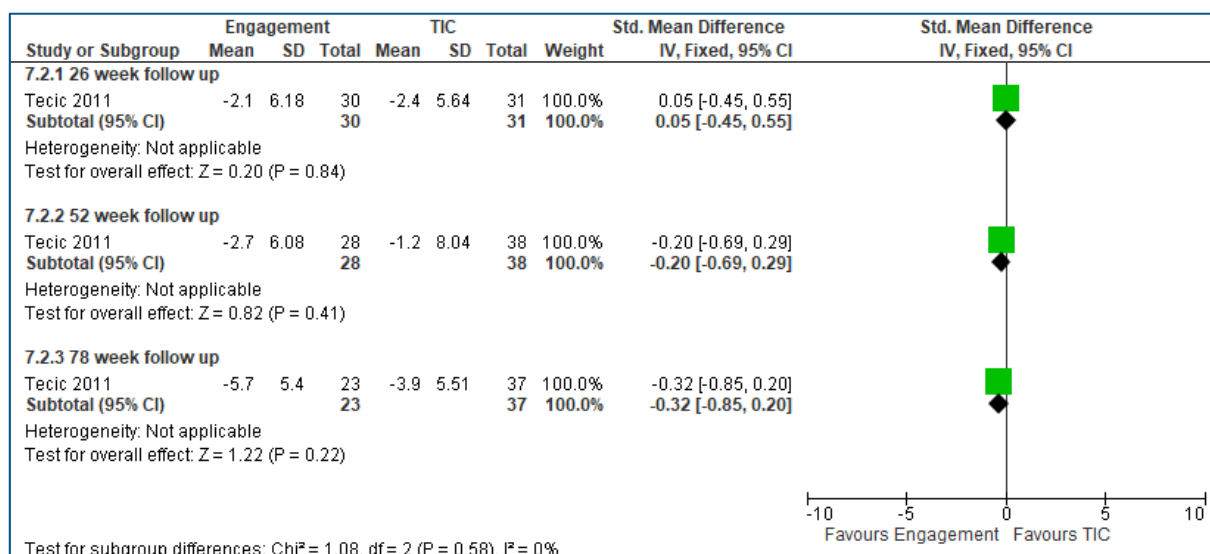 Engagement TIC Std. Mean Difference Std. Mean Difference
Study or Subgroup Mean SD Total Mean SD Total Weight IV, Fixed, 95% CI IV, Fixed, 95% CI
7.2.1 26 week follow up
Tecic 2011 -2.1 6.18 30 -2.4 5.64 31 100.0% 0.05 [-0.45, 0.55]
Subtotal (95% CI) 30 31 100.0% 0.05 [-0.45, 0.55]
Heterogeneity: Not applicable
Test for overall effect: Z = 0.20 (P = 0.84)
7.2.2 52 week follow up
Tecic 2011 -2.7 6.08 28 -1.2 8.04 38 100.0% -0.20 [-0.69, 0.29]
Subtotal (95% CI) 28 38 100.0% -0.20 [-0.69, 0.29]
Heterogeneity: Not applicable
Test for overall effect: Z = 0.82 (P = 0.41)
7.2.3 78 week follow up
Tecic 2011 -5.7 5.4 23 -3.9 5.51 37 100.0% -0.32 [-0.85, 0.20]
Subtotal (95% CI) 23 37 100.0% -0.32 [-0.85, 0.20]
Heterogeneity: Not applicable
Test for overall effect: Z = 1.22 (P = 0.22)
-10 -5 0 5 10
Favours Engagement Favours TIC
Test for subgroup differences: Chi² = 1.08, df = 2 (P = 0.58), I² = 0%